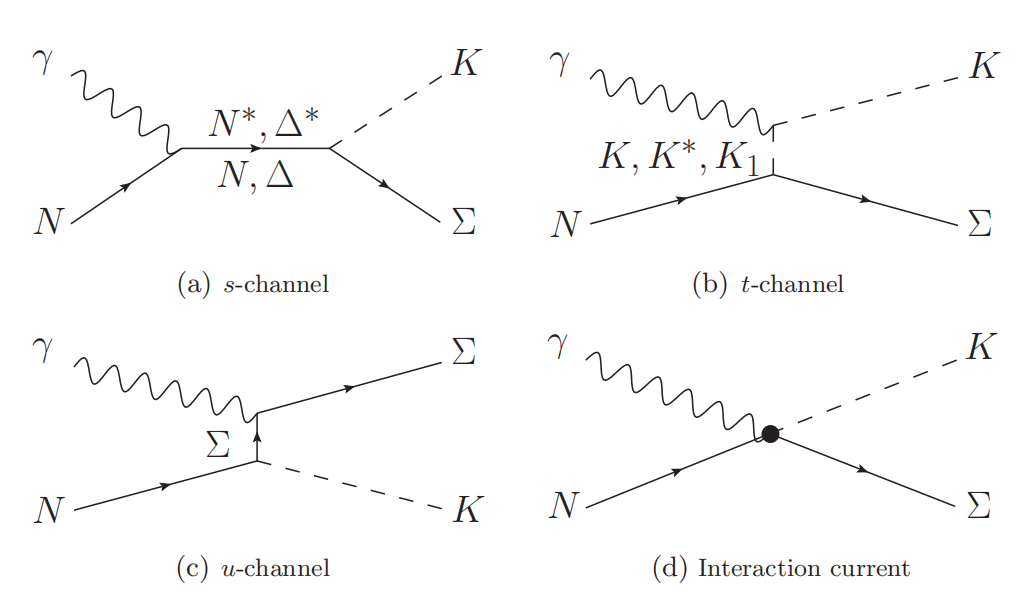 γ K γ K
N*, Δ*
N, Δ
K, K*, K₁
N Σ N Σ
(a) s-channel (b) t-channel
γ Σ γ K
Σ
N K N Σ
(c) u-channel (d) Interaction current